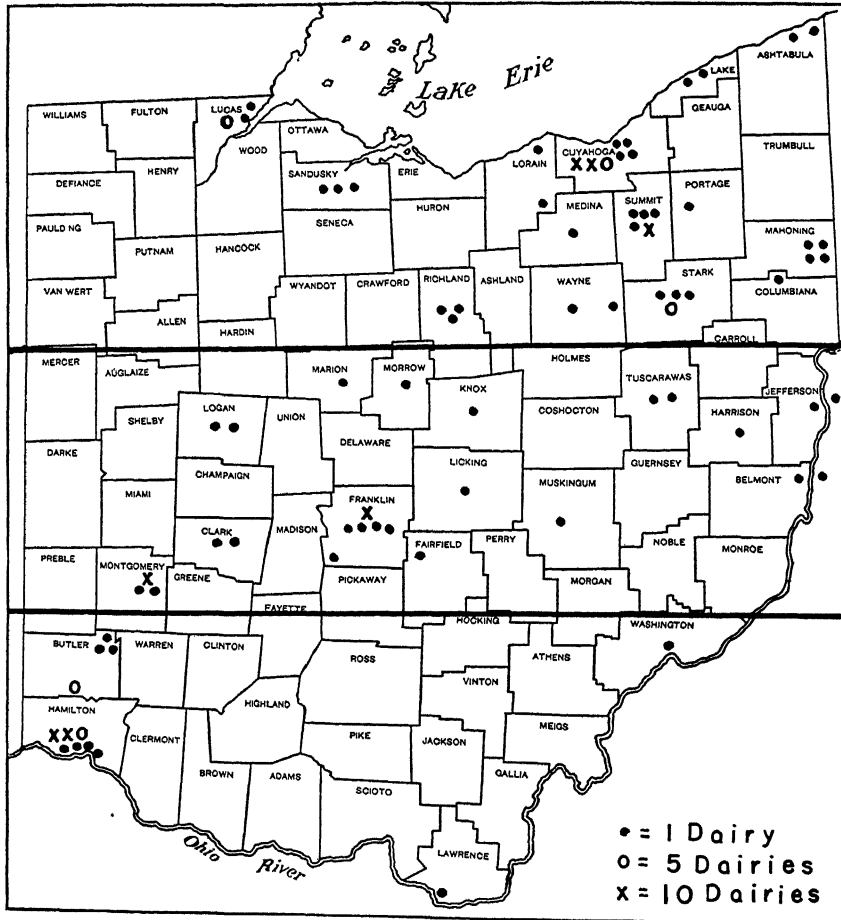 Lake Erie
ASHTABULA
LAKE
GEAUGA
LUCAS
WILLIAMS
FULTON
OTTAWA
WOOD
CUYAHOGA
XXO
LORAIN
TRUMBULL
SANDUSKY
ERIE
HENRY
DEFIANCE
PORTAGE
SUMMIT
X
MEDINA
HURON
SENECA
PAULD NG
PUTNAM
HANCOCK
MAHONING
STARK
WAYNE
ASHLAND
RICHLAND
CRAWFORD
WYANDOT
VAN WERT
COLUMBIANA
ALLEN
HARDIN
CARROLL
MERCER
AUGLAIZE
MARION
MORROW
HOLMES
TUSCARAWAS
KNOX
JEFFERSON
LOGAN
UNION
COSHOCTON
HARRISON
SHELBY
DELAWARE
DARKE
LICKING
GUERNSEY
CHAMPAIGN
MUSKINGUM
BELMONT
MIAMI
FRANKLIN
X
CLARK
MADISON
PERRY
NOBLE
FAIRFIELD
MONROE
PREBLE
MONTGOMERY
X
GREENE
PICKAWAY
MORGAN
FAYETTE
HOCKING
WASHINGTON
BUTLER
O
WARREN
CLINTON
ROSS
ATHENS
VINTON
HIGHLAND
HAMILTON
XXO
CLERMONT
MEIGS
PIKE
JACKSON
BROWN
ADAMS
GALLIA
SCIOTO
LAWRENCE
Ohio River
• = 1 Dairy
o = 5 Dairies
x = 10 Dairies